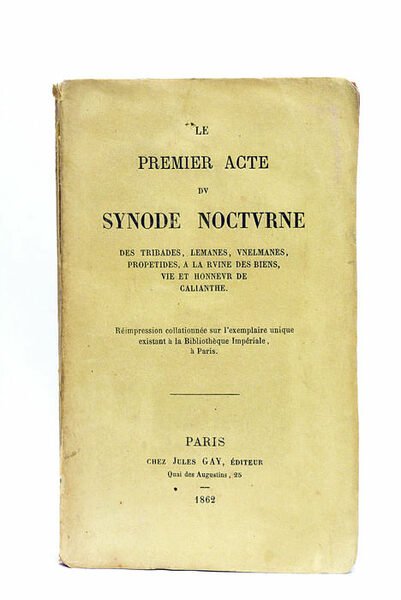 LE
PREMIER ACTE
DV
SYNODE NOCTVRNE
DES TRIBADES, LEMANES, VNELMANES,
PROPETIDES, A LA RVINE DES BIENS,
VIE ET HONNEVR DE
CALIANTHE.
Réimpression collationnée sur l'exemplaire unique
existant à la Bibliothèque Impériale,
à Paris.
PARIS
CHEZ JULES GAY, ÉDITEUR
Quai des Augustins, 25
1862